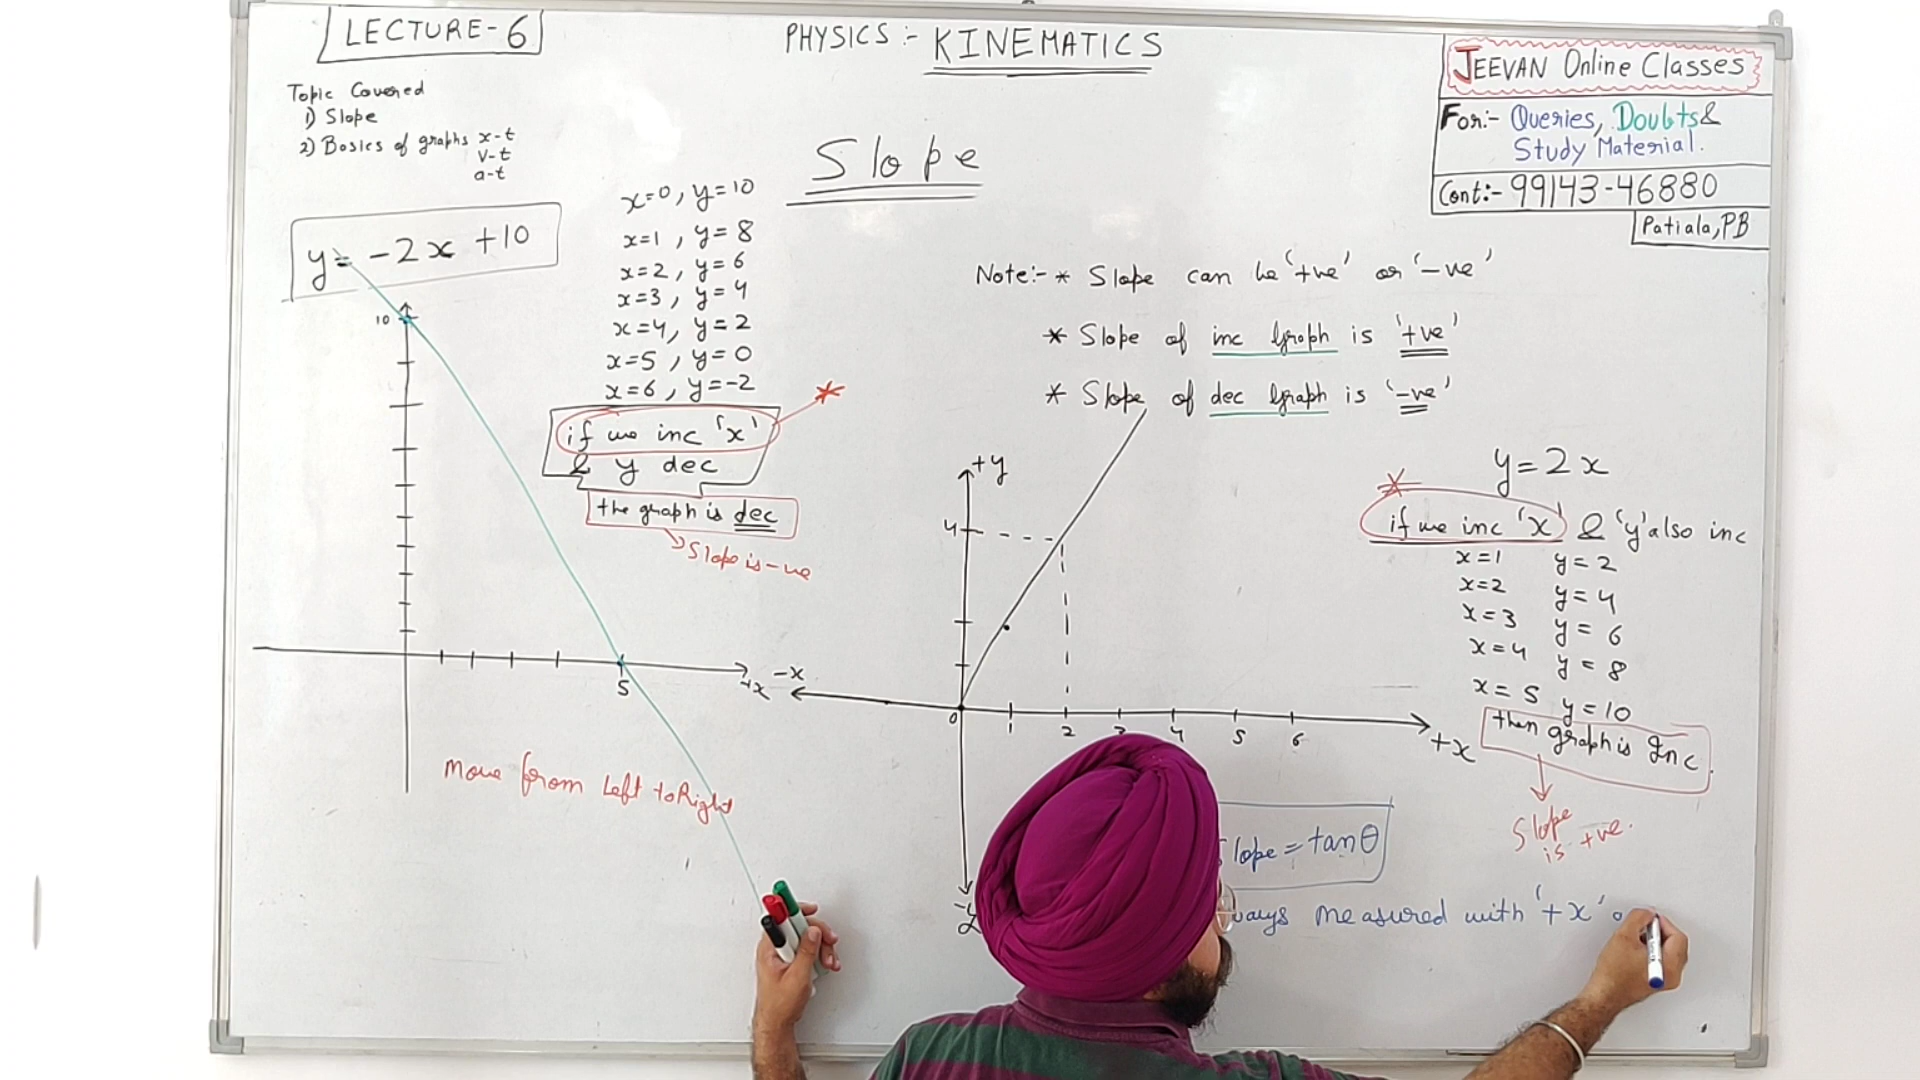 LECTURE-6
PHYSICS:- KINEMATICS
JEEVAN Online Classes
For:- Queries, Doubts &
Study Material.
Cont:- 99143-46880
Patiala, PB
Topic Covered
1) Slope
2) Basics of graphs x-t
v-t
a-t
Slope
y = -2x +10
x=0, y=10
x=1, y=8
x=2, y=6
x=3, y=4
x=4, y=2
x=5, y=0
x=6, y=-2
if we inc 'x'
& y dec
the graph is dec
Slope is -ve
10
5
+x
Move from Left to Right
Note:- * Slope can be '+ve' or '-ve'
* Slope of inc graph is '+ve'
* Slope of dec graph is '-ve'
+y
4
-x
0 1 2 3 4 5 6
+x
-y
y=2x
if we inc 'x' & 'y' also inc
x=1 y=2
x=2 y=4
x=3 y=6
x=4 y=8
x=5 y=10
then graph is Inc.
Slope
is +ve.
lope = tanθ
ways measured with '+x'